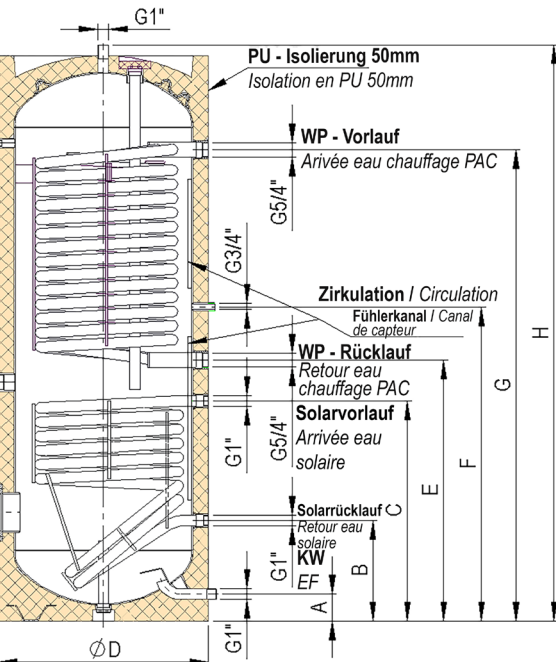 G1"
PU - Isolierung 50mm
Isolation en PU 50mm
WP - Vorlauf
Arivée eau chauffage PAC
G5/4"
G3/4"
Zirkulation / Circulation
Fühlerkanal / Canal
de capteur
WP - Rücklauf
Retour eau
chauffage PAC
G1"
G5/4"
Solarvorlauf
Arrivée eau
solaire
Solarrücklauf
Retour eau
solaire
G1"
KW
EF
G1"
A
B
C
E
F
G
H
ØD